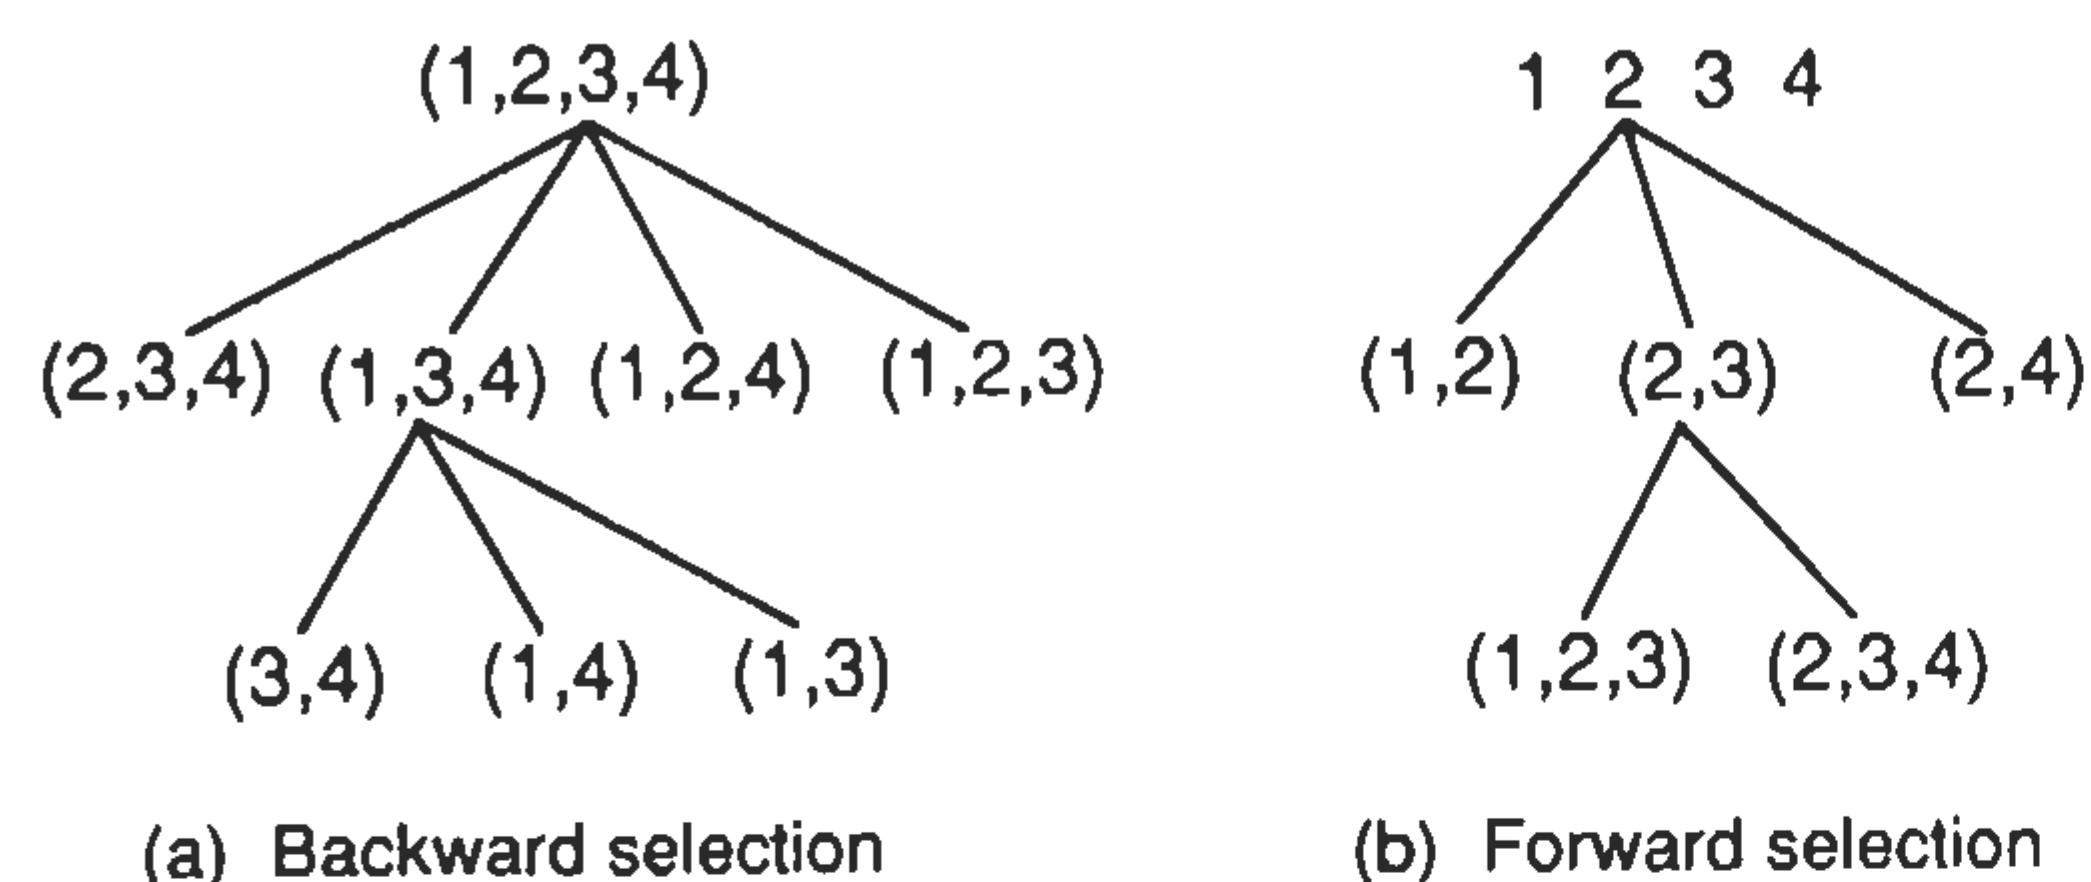 (1,2,3,4)
(2,3,4) (1,3,4) (1,2,4) (1,2,3)
(3,4) (1,4) (1,3)
(a) Backward selection
1 2 3 4
(1,2) (2,3) (2,4)
(1,2,3) (2,3,4)
(b) Forward selection